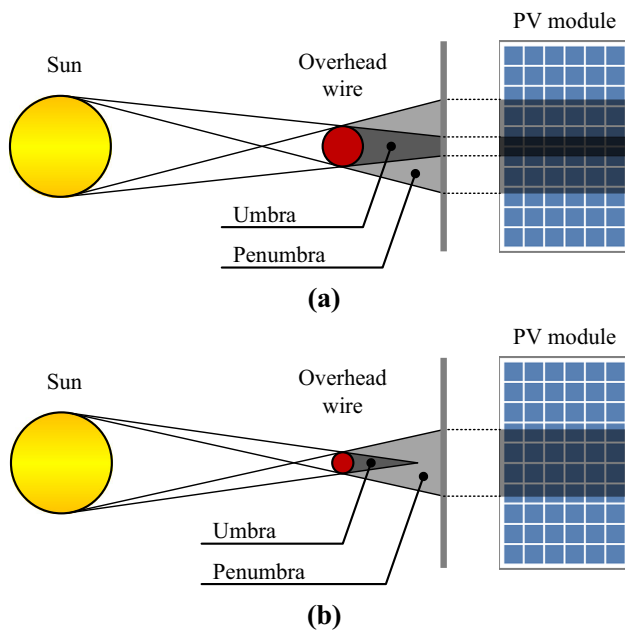 PV module
Sun
Overhead
wire
Umbra
Penumbra
(a)
PV module
Sun
Overhead
wire
Umbra
Penumbra
(b)